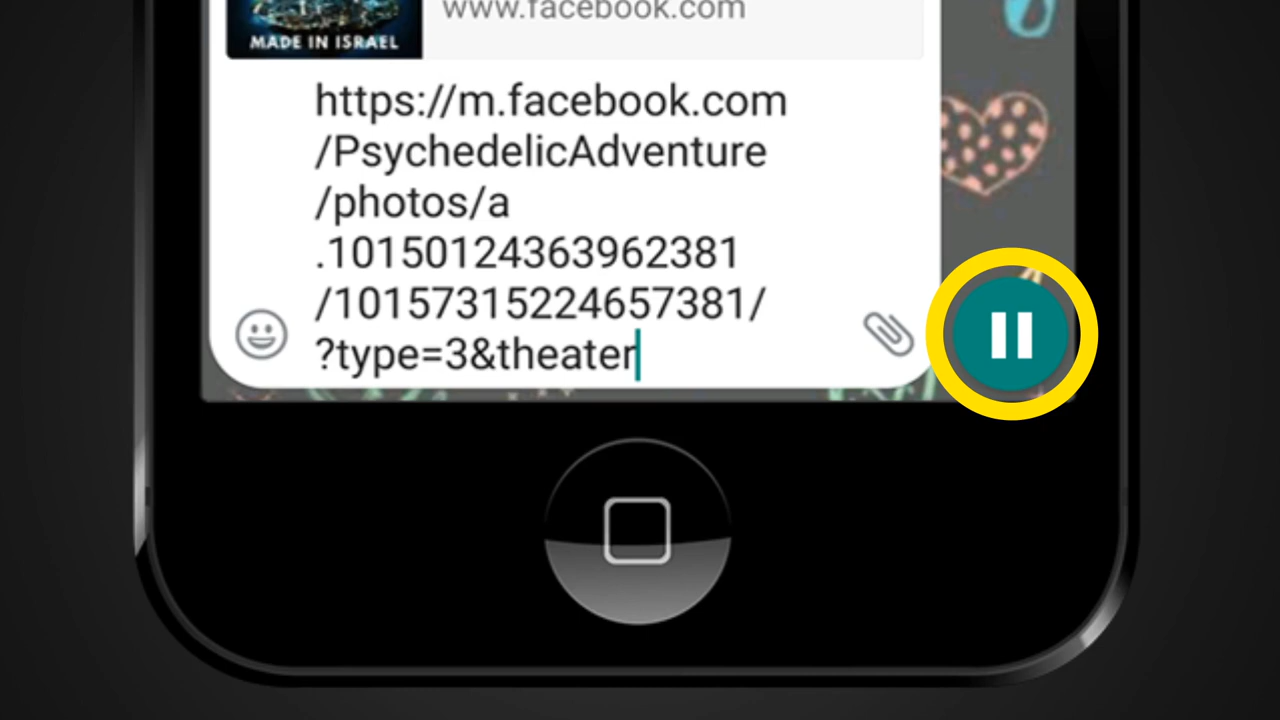 www.facebook.com
MADE IN ISRAEL
https://m.facebook.com
/PsychedelicAdventure
/photos/a
.10150124363962381
/10157315224657381/
?type=3&theater